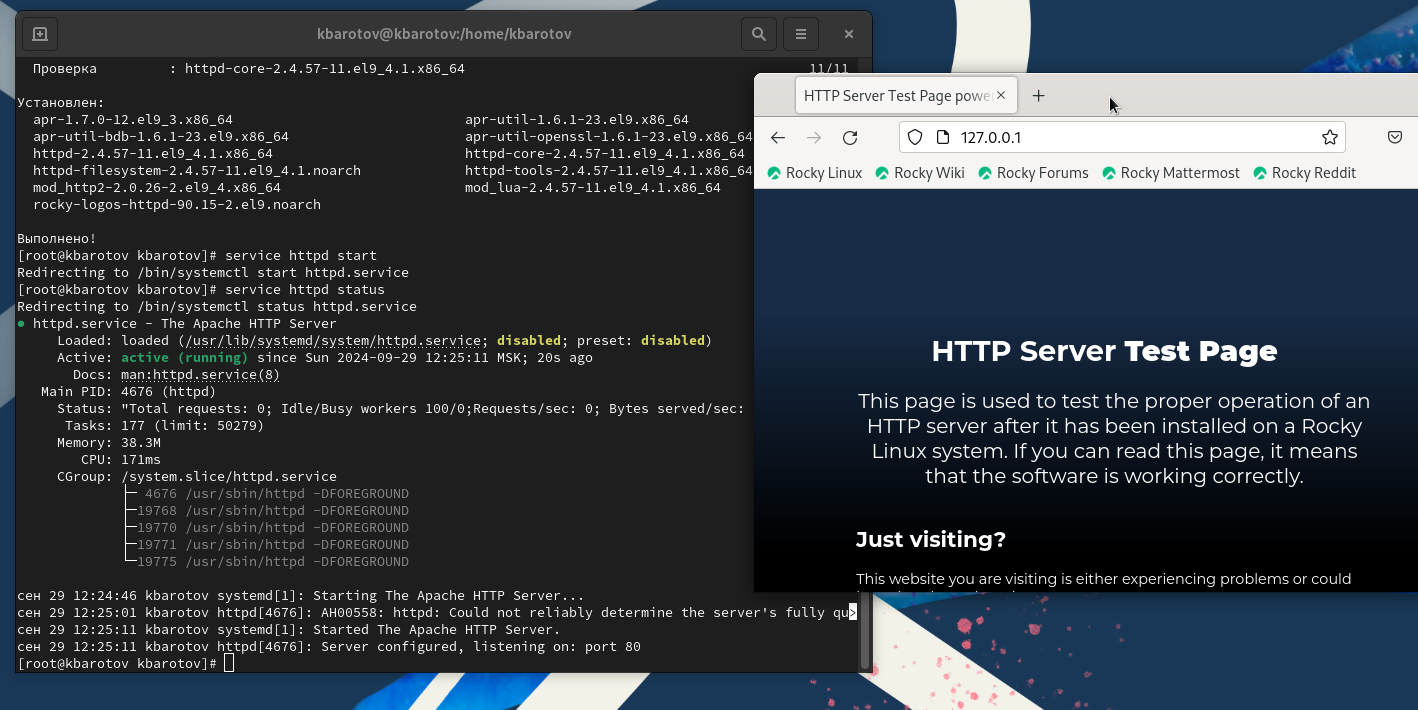 kbarotov@kbarotov:/home/kbarotov
Проверка : httpd-core-2.4.57-11.el9_4.1.x86_64 11/11
Установлен:
apr-1.7.0-12.el9_3.x86_64 apr-util-1.6.1-23.el9.x86_64
apr-util-bdb-1.6.1-23.el9.x86_64 apr-util-openssl-1.6.1-23.el9.x86_64
httpd-2.4.57-11.el9_4.1.x86_64 httpd-core-2.4.57-11.el9_4.1.x86_64
httpd-filesystem-2.4.57-11.el9_4.1.noarch httpd-tools-2.4.57-11.el9_4.1.x86_64
mod_http2-2.0.26-2.el9_4.x86_64 mod_lua-2.4.57-11.el9_4.1.x86_64
rocky-logos-httpd-90.15-2.el9.noarch
Выполнено!
[root@kbarotov kbarotov]# service httpd start
Redirecting to /bin/systemctl start httpd.service
[root@kbarotov kbarotov]# service httpd status
Redirecting to /bin/systemctl status httpd.service
● httpd.service - The Apache HTTP Server
Loaded: loaded (/usr/lib/systemd/system/httpd.service; disabled; preset: disabled)
Active: active (running) since Sun 2024-09-29 12:25:11 MSK; 20s ago
Docs: man:httpd.service(8)
Main PID: 4676 (httpd)
Status: "Total requests: 0; Idle/Busy workers 100/0;Requests/sec: 0; Bytes served/sec:
Tasks: 177 (limit: 50279)
Memory: 38.3M
CPU: 171ms
CGroup: /system.slice/httpd.service
├─ 4676 /usr/sbin/httpd -DFOREGROUND
├─19768 /usr/sbin/httpd -DFOREGROUND
├─19770 /usr/sbin/httpd -DFOREGROUND
├─19771 /usr/sbin/httpd -DFOREGROUND
└─19775 /usr/sbin/httpd -DFOREGROUND
сен 29 12:24:46 kbarotov systemd[1]: Starting The Apache HTTP Server...
сен 29 12:25:01 kbarotov httpd[4676]: AH00558: httpd: Could not reliably determine the server's fully qu>
сен 29 12:25:11 kbarotov systemd[1]: Started The Apache HTTP Server.
сен 29 12:25:11 kbarotov httpd[4676]: Server configured, listening on: port 80
[root@kbarotov kbarotov]#
HTTP Server Test Page powe
127.0.0.1
Rocky Linux Rocky Wiki Rocky Forums Rocky Mattermost Rocky Reddit
HTTP Server Test Page
This page is used to test the proper operation of an
HTTP server after it has been installed on a Rocky
Linux system. If you can read this page, it means
that the software is working correctly.
Just visiting?
This website you are visiting is either experiencing problems or could